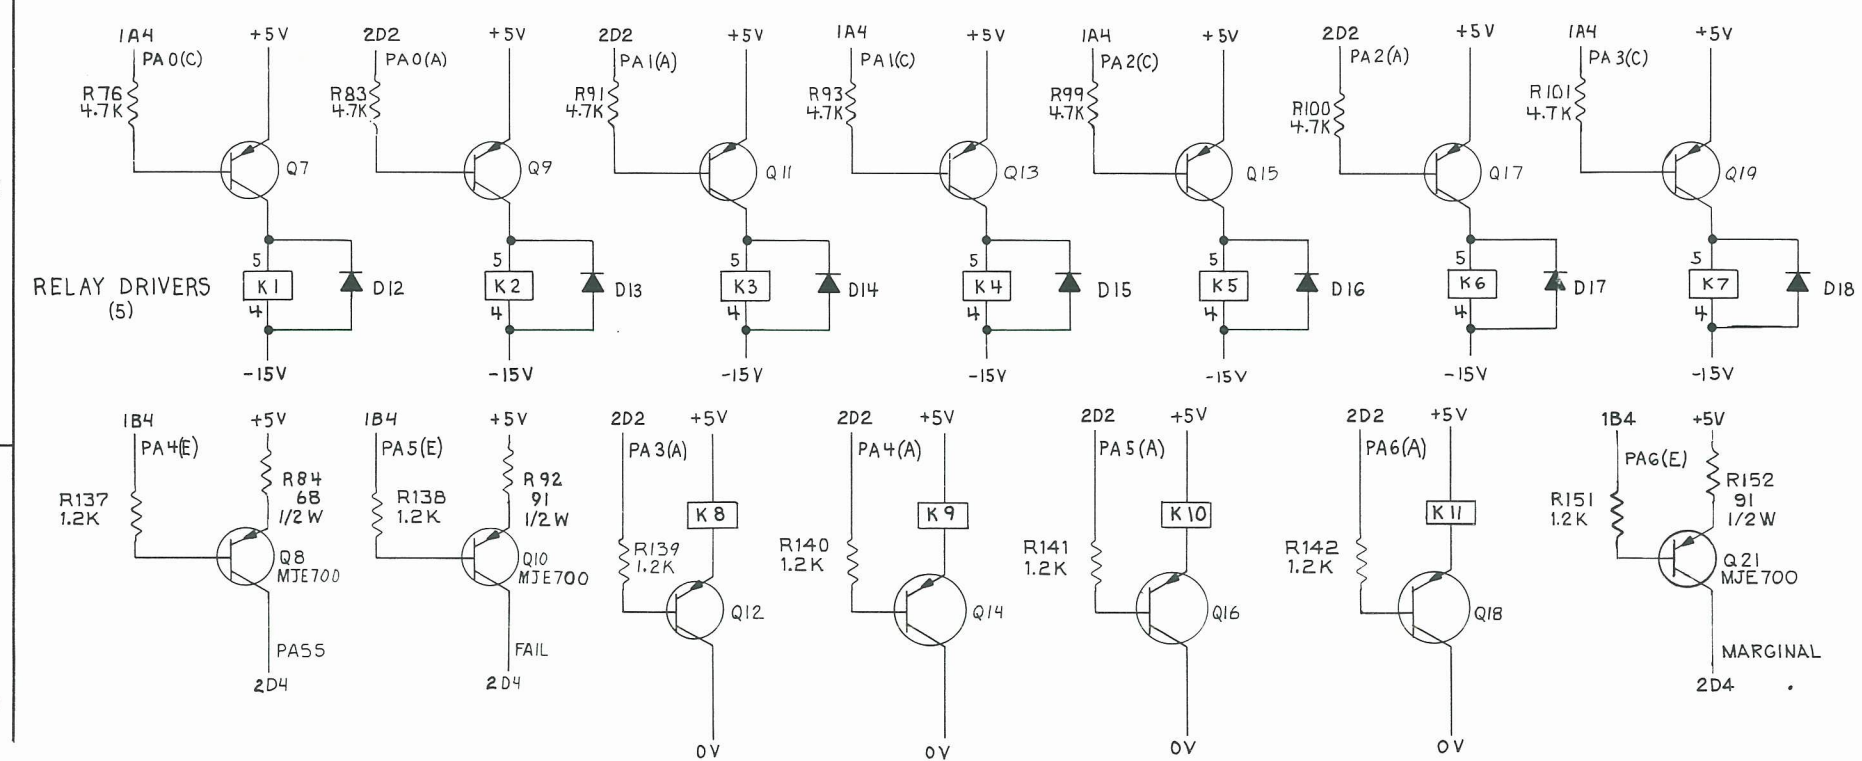 1A4 +5V 2D2 +5V 2D2 +5V 1A4 +5V 1A4 +5V 2D2 +5V 1A4 +5V
PA0(C) PA0(A) PA1(A) PA1(C) PA2(C) PA2(A) PA3(C)
R76 R83 R91 R93 R99 R100 R101
4.7K 4.7K 4.7K 4.7K 4.7K 4.7K 4.7K
Q7 Q9 Q11 Q13 Q15 Q17 Q19
5 5 5 5 5 5 5
RELAY DRIVERS K1 D12 K2 D13 K3 D14 K4 D15 K5 D16 K6 D17 K7 D18
(5) 4 4 4 4 4 4 4
-15V -15V -15V -15V -15V -15V -15V
1B4 +5V 1B4 +5V 2D2 +5V 2D2 +5V 2D2 +5V 2D2 +5V 1B4 +5V
PA4(E) PA5(E) PA3(A) PA4(A) PA5(A) PA6(A) PA6(E)
R137 R84 R138 R92 K8 K9 K10 K11 R151 R152
1.2K 68 1.2K 91 1.2K 91
1/2W 1/2W 1/2W
R139 R140 R141 R142
1.2K 1.2K 1.2K 1.2K
Q8 Q10 Q21
MJE700 MJE700 MJE700
Q12 Q14 Q16 Q18
PASS FAIL MARGINAL
2D4 2D4 2D4
0V 0V 0V 0V